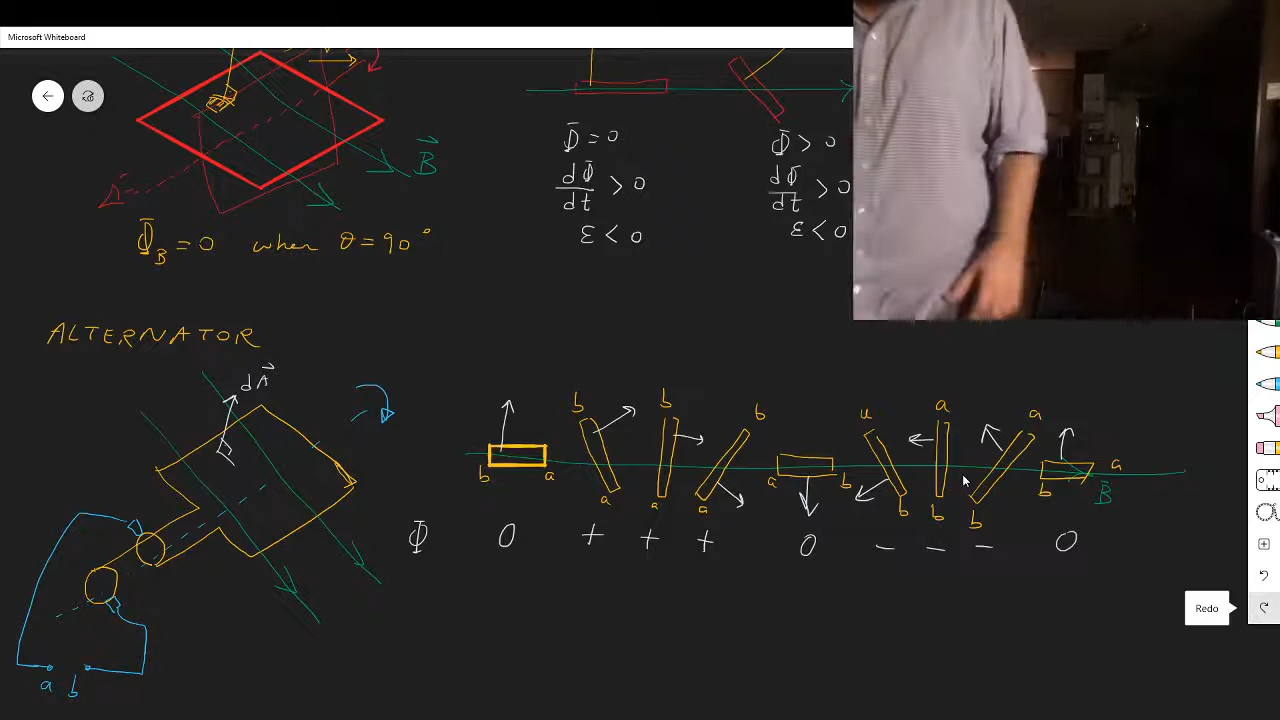 Microsoft Whiteboard
B
Φ_B = 0 when θ = 90°
Φ = 0
dΦ/dt > 0
ε < 0
Φ > 0
dΦ/dt > 0
ε < 0
ALTERNATOR
dA
a b
b a
b a
b a
b a
a b
u b
a b
a b
b a
B
Φ 0 + + + 0 - - - 0
Redo